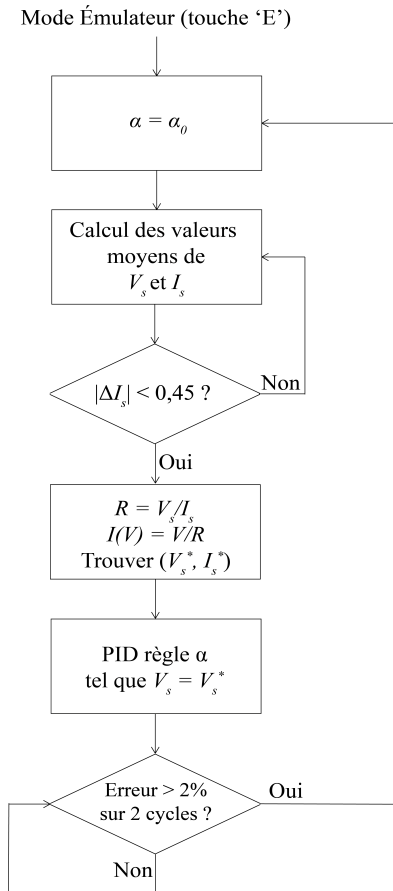 Mode Émulateur (touche ‘E’)
α = α₀
Calcul des valeurs
moyens de
Vₛ et Iₛ
|ΔIₛ| < 0,45 ?
Non
Oui
R = Vₛ/Iₛ
I(V) = V/R
Trouver (Vₛ*, Iₛ*)
PID règle α
tel que Vₛ = Vₛ*
Erreur > 2%
sur 2 cycles ?
Oui
Non